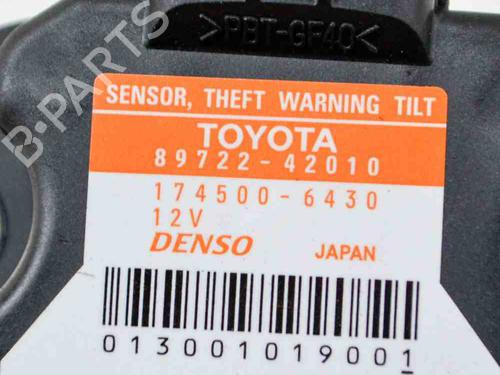 >PBT-GF40<
SENSOR, THEFT WARNING TILT
TOYOTA
89722-42010
174500-6430
12V
DENSO JAPAN
013001019001
B-PARTS